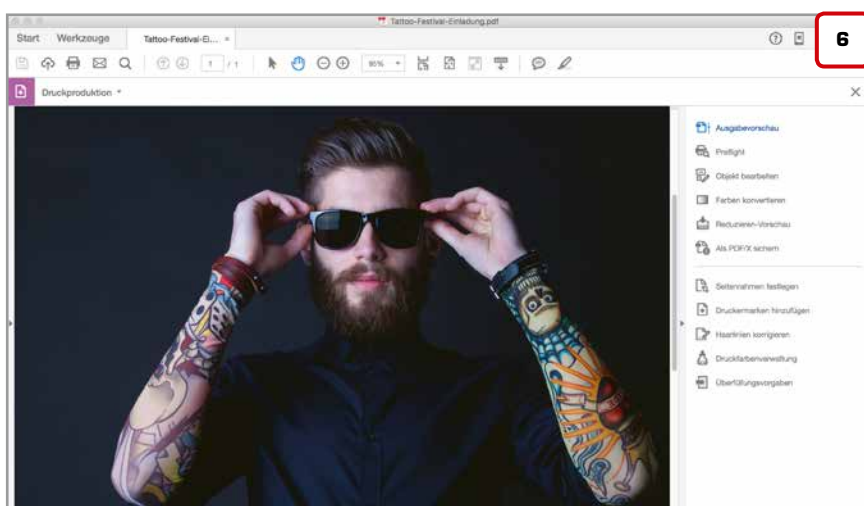 Tattoo-Festival-Einladung.pdf
Start Werkzeuge Tattoo-Festival-Ei... ×
6
1 / 1
Druckproduktion
Ausgabevorschau
Preflight
Objekt bearbeiten
Farben konvertieren
Reduzieren-Vorschau
Als PDF/X sichern
Seitenrahmen festlegen
Druckermarken hinzufügen
Haarlinien korrigieren
Druckfarbenverwaltung
Überfüllungsvorgaben